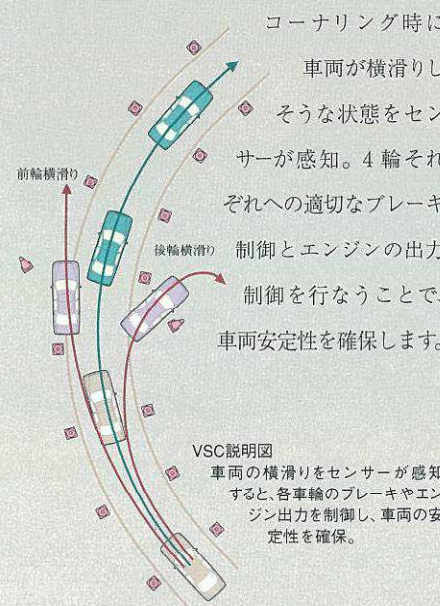 コーナリング時に
車両が横滑りし
そうな状態をセン
サーが感知。4輪それ
ぞれへの適切なブレーキ
制御とエンジンの出力
制御を行なうことで、
車両安定性を確保します。
前輪横滑り
後輪横滑り
VSC説明図
車両の横滑りをセンサーが感知
すると、各車輪のブレーキやエン
ジン出力を制御し、車両の安
定性を確保。